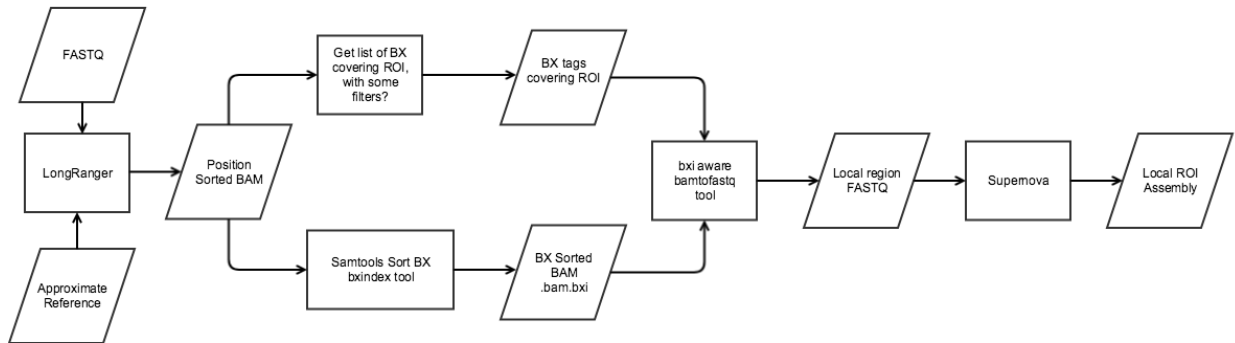 FASTQ
LongRanger
Approximate
Reference
Position
Sorted BAM
Get list of BX
covering ROI,
with some
filters?
BX tags
covering ROI
Samtools Sort BX
bxindex tool
BX Sorted
BAM
.bam.bxi
bxi aware
bamtofastq
tool
Local region
FASTQ
Supernova
Local ROI
Assembly